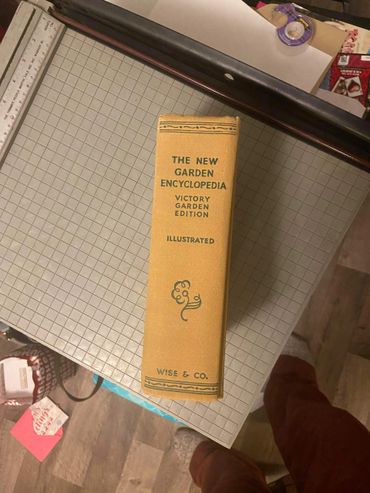 THE NEW
GARDEN
ENCYCLOPEDIA
VICTORY
GARDEN
EDITION
ILLUSTRATED
WISE & CO.